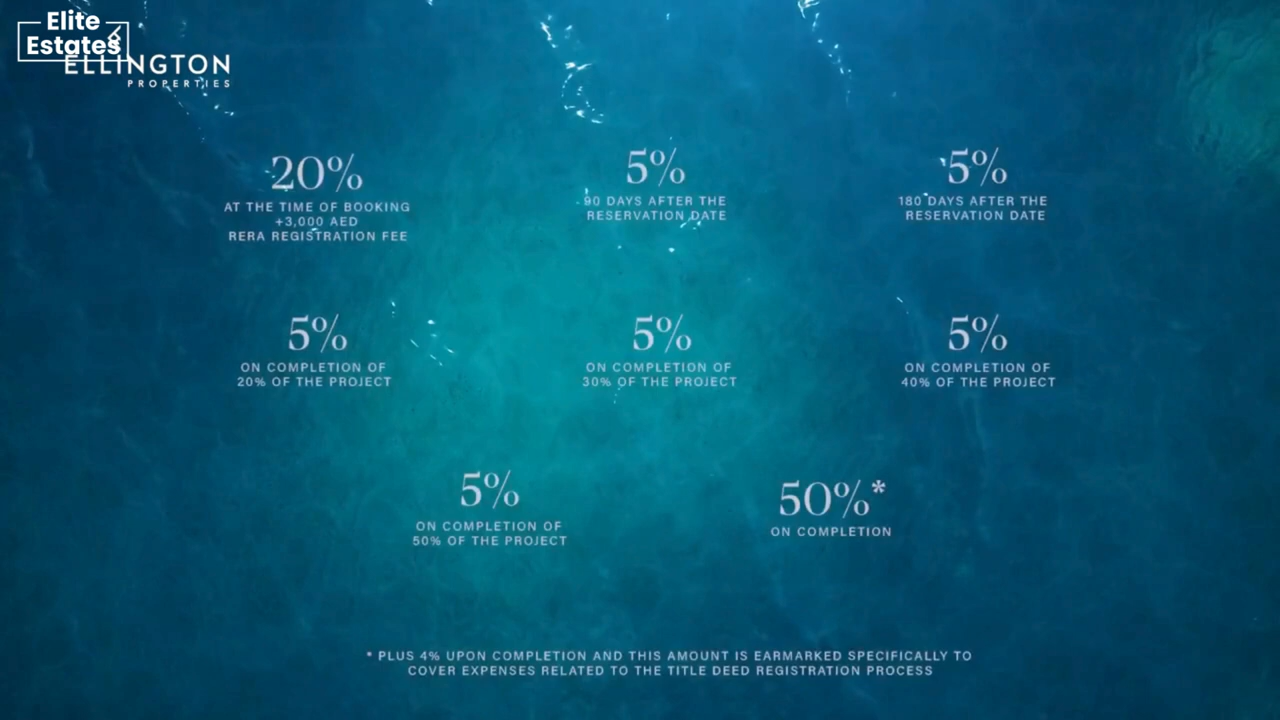 Elite
Estates
ELLINGTON
PROPERTIES
20%
AT THE TIME OF BOOKING
+3,000 AED
RERA REGISTRATION FEE
5%
90 DAYS AFTER THE
RESERVATION DATE
5%
180 DAYS AFTER THE
RESERVATION DATE
5%
ON COMPLETION OF
20% OF THE PROJECT
5%
ON COMPLETION OF
30% OF THE PROJECT
5%
ON COMPLETION OF
40% OF THE PROJECT
5%
ON COMPLETION OF
50% OF THE PROJECT
50%*
ON COMPLETION
* PLUS 4% UPON COMPLETION AND THIS AMOUNT IS EARMARKED SPECIFICALLY TO
COVER EXPENSES RELATED TO THE TITLE DEED REGISTRATION PROCESS